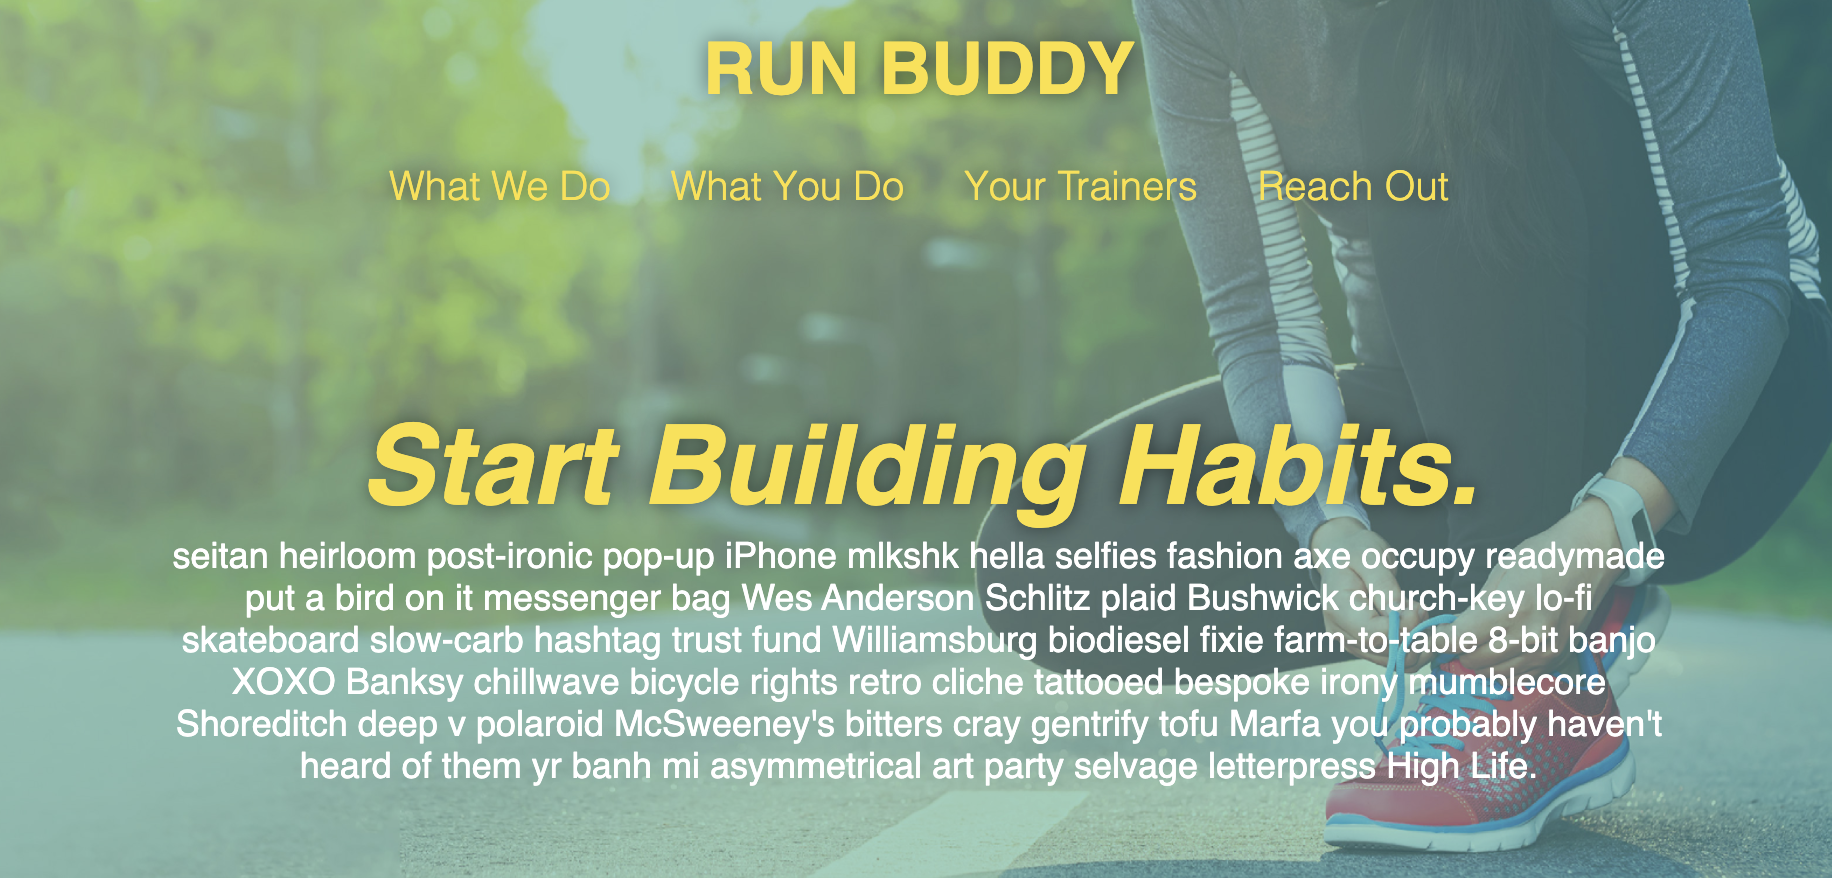 RUN BUDDY
What We Do What You Do Your Trainers Reach Out
Start Building Habits.
seitan heirloom post-ironic pop-up iPhone mlkshk hella selfies fashion axe occupy readymade
put a bird on it messenger bag Wes Anderson Schlitz plaid Bushwick church-key lo-fi
skateboard slow-carb hashtag trust fund Williamsburg biodiesel fixie farm-to-table 8-bit banjo
XOXO Banksy chillwave bicycle rights retro cliche tattooed bespoke irony mumblecore
Shoreditch deep v polaroid McSweeney's bitters cray gentrify tofu Marfa you probably haven't
heard of them yr banh mi asymmetrical art party selvage letterpress High Life.